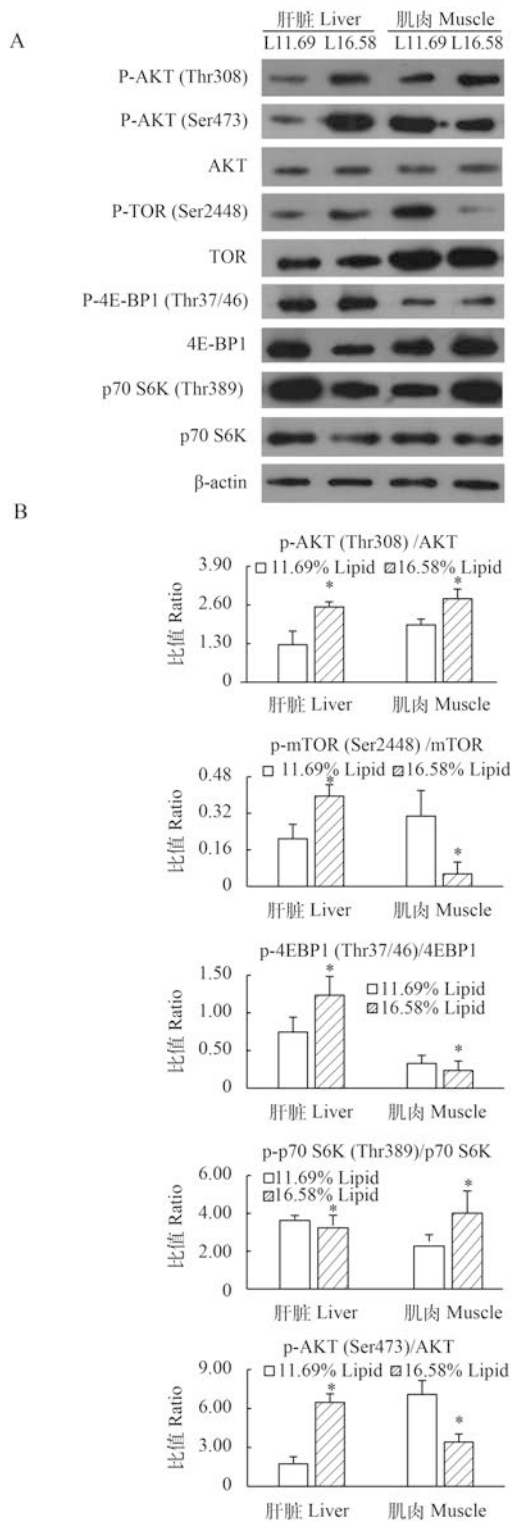 A
肝脏 Liver 肌肉 Muscle
L11.69 L16.58 L11.69 L16.58
P-AKT (Thr308)
P-AKT (Ser473)
AKT
P-TOR (Ser2448)
TOR
P-4E-BP1 (Thr37/46)
4E-BP1
p70 S6K (Thr389)
p70 S6K
β-actin
B
p-AKT (Thr308) /AKT
11.69% Lipid 16.58% Lipid
比值 Ratio
3.90
2.60
1.30
0
* *
肝脏 Liver 肌肉 Muscle
p-mTOR (Ser2448) /mTOR
11.69% Lipid 16.58% Lipid
比值 Ratio
0.48
0.32
0.16
0
* *
肝脏 Liver 肌肉 Muscle
p-4EBP1 (Thr37/46)/4EBP1
11.69% Lipid
16.58% Lipid
比值 Ratio
1.50
1.00
0.50
0
* *
肝脏 Liver 肌肉 Muscle
p-p70 S6K (Thr389)/p70 S6K
11.69% Lipid
16.58% Lipid
比值 Ratio
6.00
4.00
2.00
0
* *
肝脏 Liver 肌肉 Muscle
p-AKT (Ser473)/AKT
11.69% Lipid 16.58% Lipid
比值 Ratio
9.00
6.00
3.00
0
* *
肝脏 Liver 肌肉 Muscle